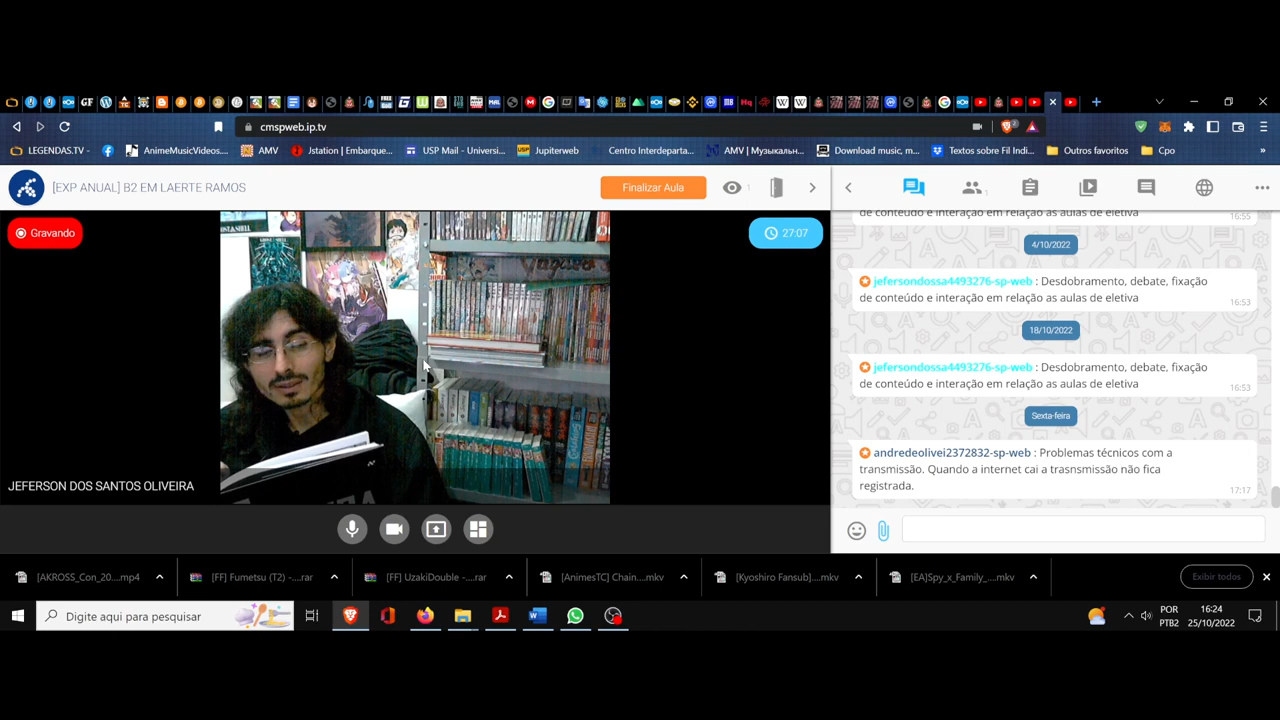 cmspweb.ip.tv
LEGENDAS.TV -
AnimeMusicVideos...
AMV
Jstation | Embarque...
USP Mail - Universi...
Jupiterweb
Centro Interdeparta...
AMV | Музыкальн...
Download music, m...
Textos sobre Fil Indi...
Outros favoritos
Cpo
»
[EXP ANUAL] B2 EM LAERTE RAMOS
Finalizar Aula
1
1
Gravando
27:07
JEFERSON DOS SANTOS OLIVEIRA
de conteúdo e interação em relação as aulas de eletiva
16:55
4/10/2022
jefersondossa4493276-sp-web : Desdobramento, debate, fixação
de conteúdo e interação em relação as aulas de eletiva
16:53
18/10/2022
jefersondossa4493276-sp-web : Desdobramento, debate, fixação
de conteúdo e interação em relação as aulas de eletiva
16:53
Sexta-feira
andredeolivei2372832-sp-web : Problemas técnicos com a
transmissão. Quando a internet cai a trasnsmissão não fica
registrada.
17:17
[AKROSS_Con_20....mp4
[FF] Fumetsu (T2) -....rar
[FF] UzakiDouble -....rar
[AnimesTC] Chain....mkv
[Kyoshiro Fansub]....mkv
[EA]Spy_x_Family_....mkv
Exibir todos
Digite aqui para pesquisar
POR
PTB2
16:24
25/10/2022